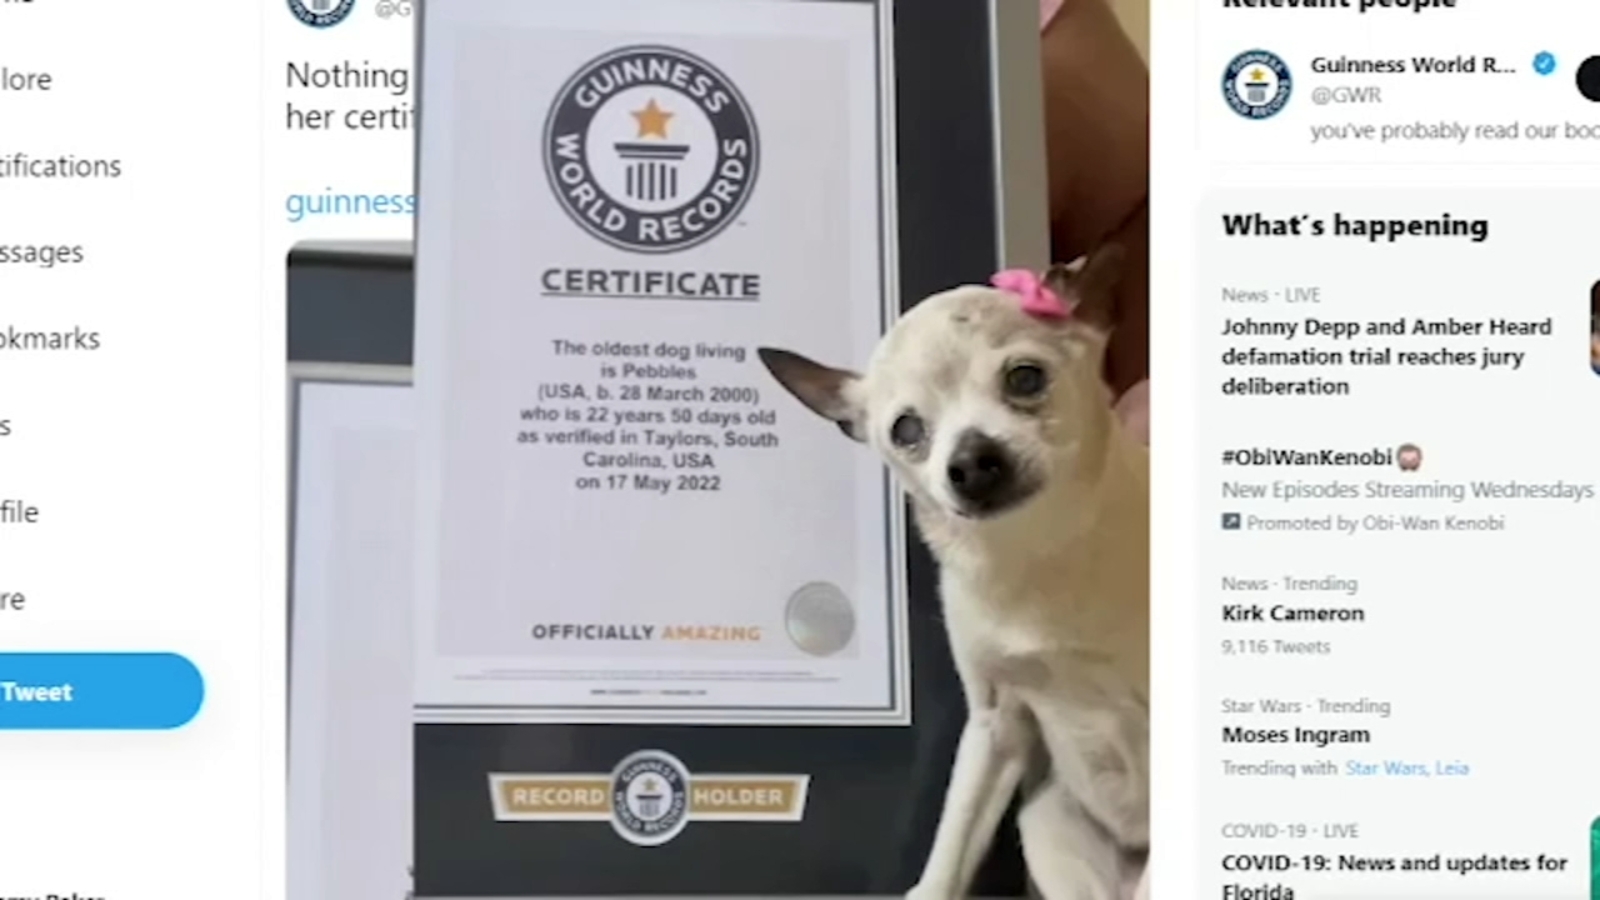 lore
tifications
ssages
okmarks
s
file
re
Tweet
@G
Nothing
her certif
guinness
GUINNESS
WORLD RECORDS
CERTIFICATE
The oldest dog living
is Pebbles
(USA, b. 28 March 2000)
who is 22 years 50 days old
as verified in Taylors, South
Carolina, USA
on 17 May 2022
OFFICIALLY AMAZING
RECORD GUINNESS WORLD RECORDS HOLDER
Relevant people
Guinness World R...
@GWR
you've probably read our boo
What's happening
News · LIVE
Johnny Depp and Amber Heard
defamation trial reaches jury
deliberation
#ObiWanKenobi
New Episodes Streaming Wednesdays
Promoted by Obi-Wan Kenobi
News · Trending
Kirk Cameron
9,116 Tweets
Star Wars · Trending
Moses Ingram
Trending with Star Wars, Leia
COVID-19 · LIVE
COVID-19: News and updates for
Florida